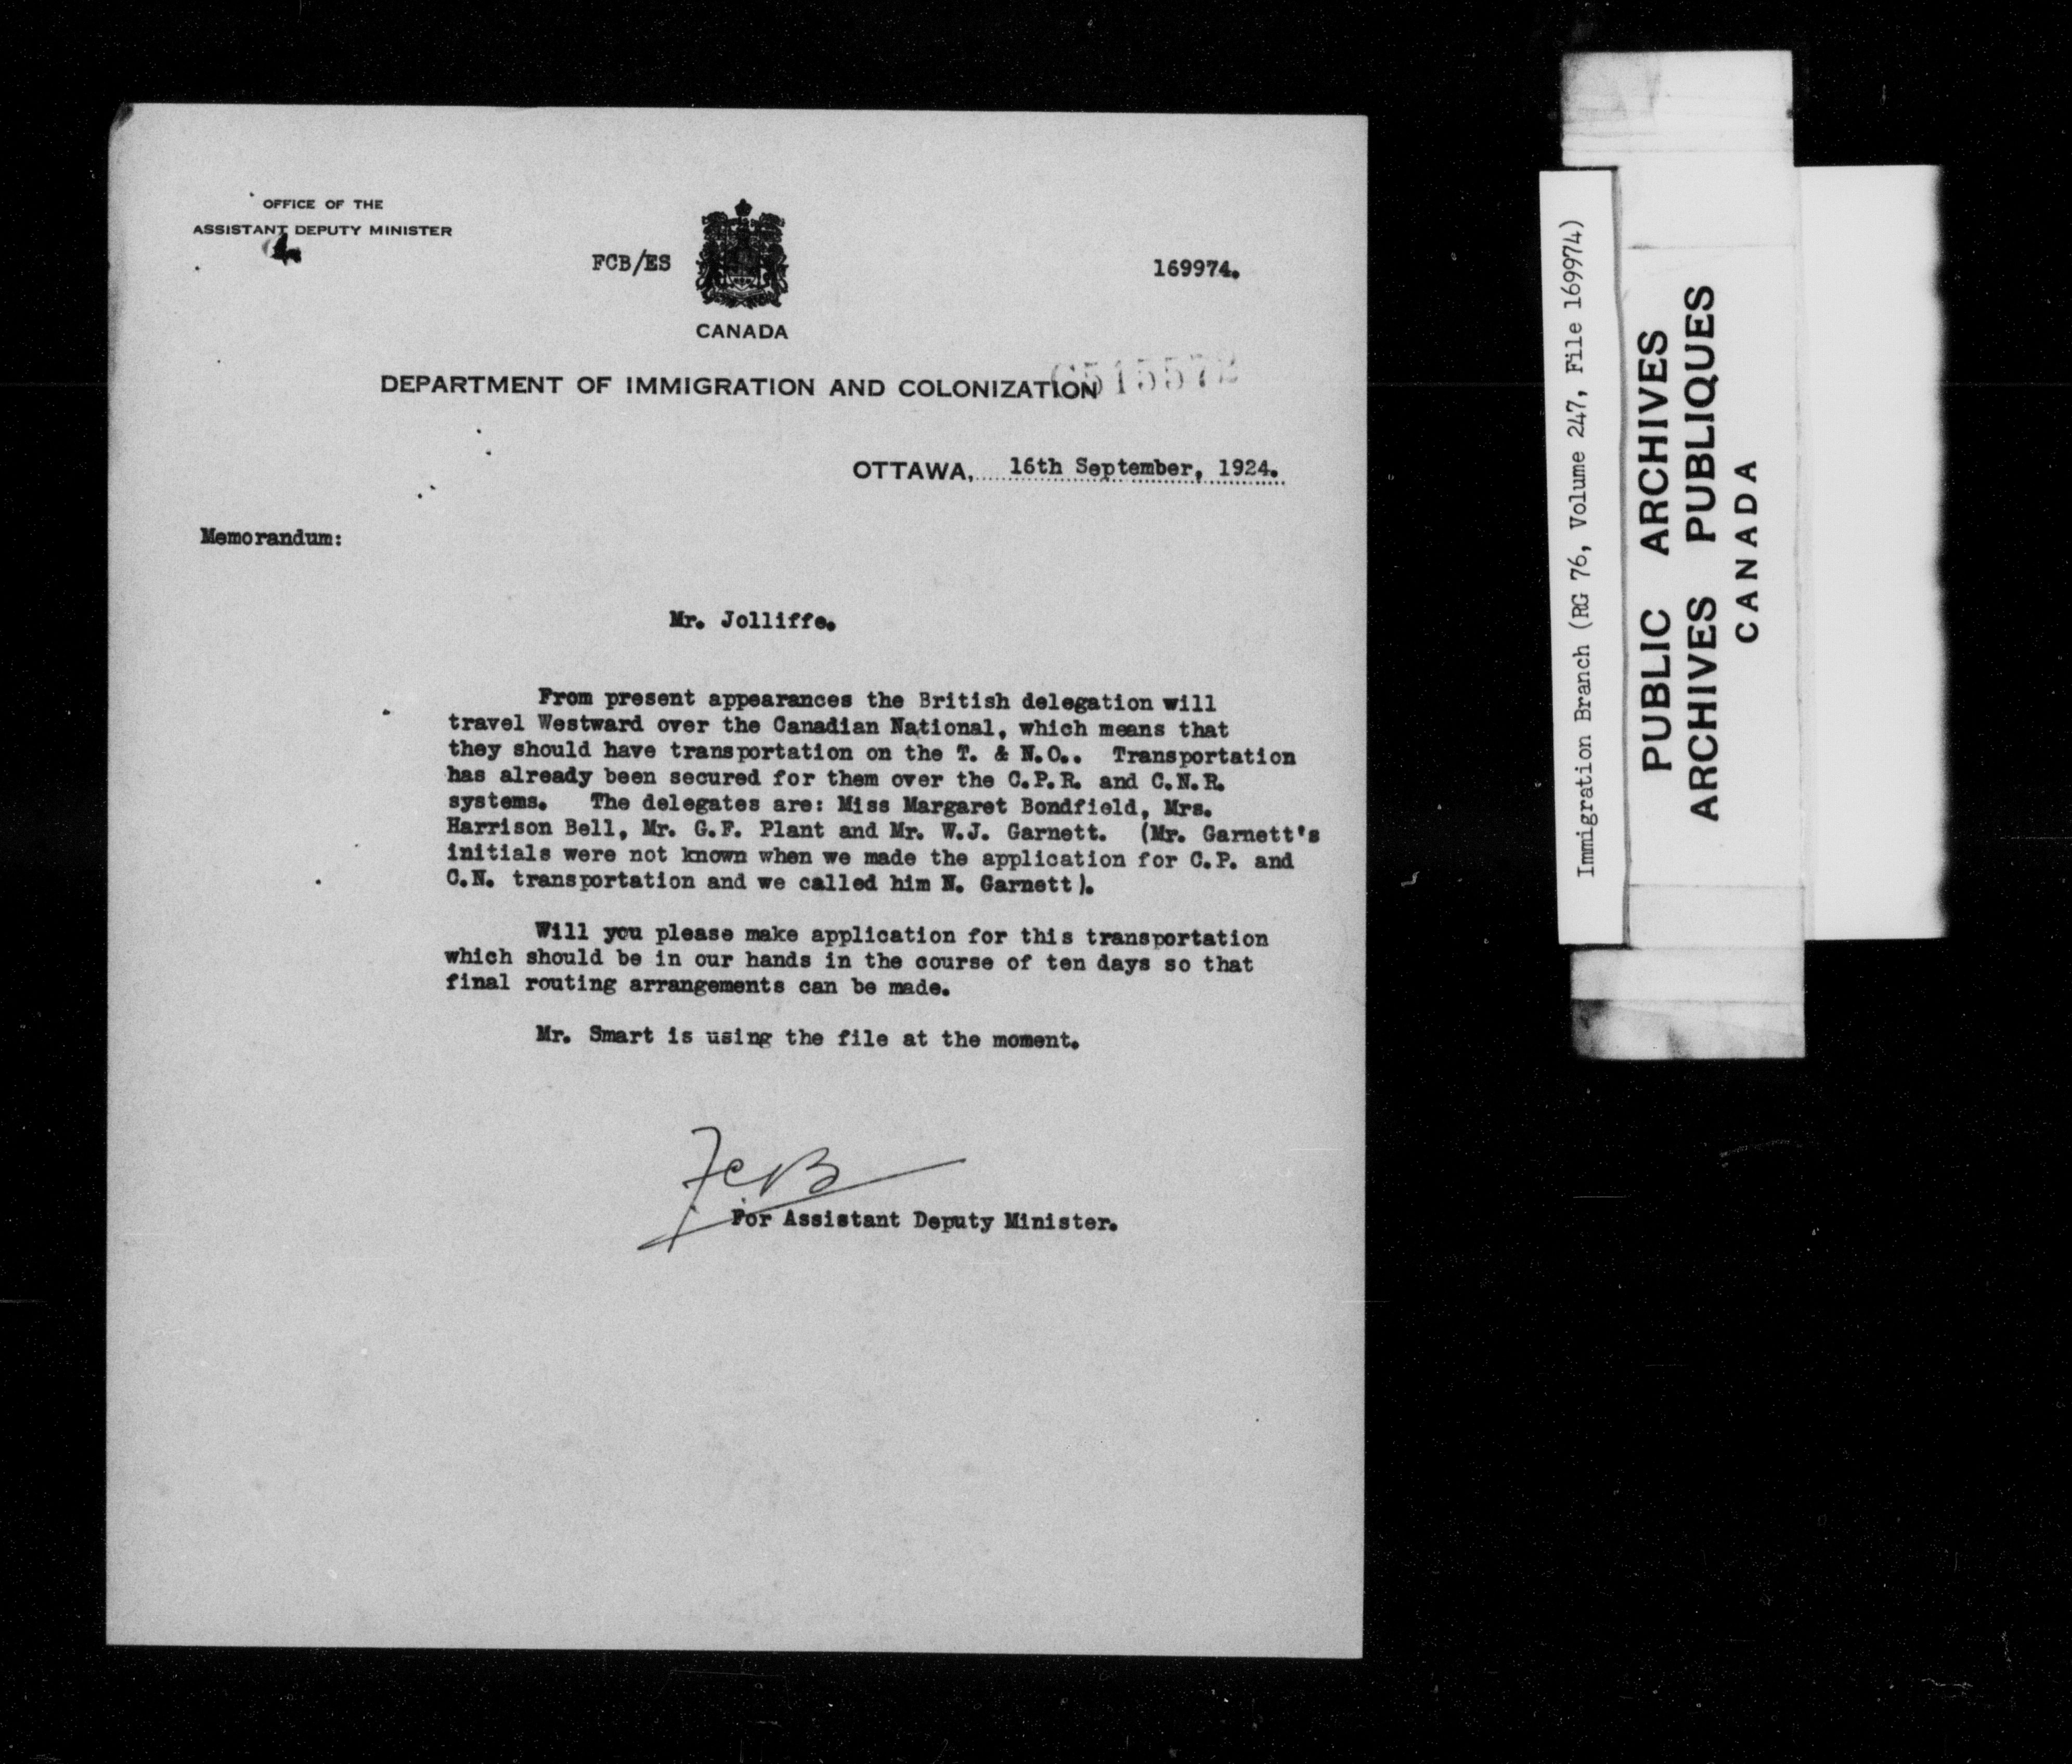 OFFICE OF THE
ASSISTANT DEPUTY MINISTER
FCB/ES
169974.
CANADA
DEPARTMENT OF IMMIGRATION AND COLONIZATION
OTTAWA, 16th September, 1924.
Memorandum:
Mr. Jolliffe.
From present appearances the British delegation will
travel Westward over the Canadian National, which means that
they should have transportation on the T. & N.O.. Transportation
has already been secured for them over the C.P.R. and C.N.R.
systems. The delegates are: Miss Margaret Bondfield, Mrs.
Harrison Bell, Mr. G.F. Plant and Mr. W.J. Garnett. (Mr. Garnett's
initials were not known when we made the application for C.P. and
C.N. transportation and we called him N. Garnett).
Will you please make application for this transportation
which should be in our hands in the course of ten days so that
final routing arrangements can be made.
Mr. Smart is using the file at the moment.
FCB
For Assistant Deputy Minister.
Immigration Branch (RG 76, Volume 247, File 169974)
PUBLIC ARCHIVES
ARCHIVES PUBLIQUES
CANADA